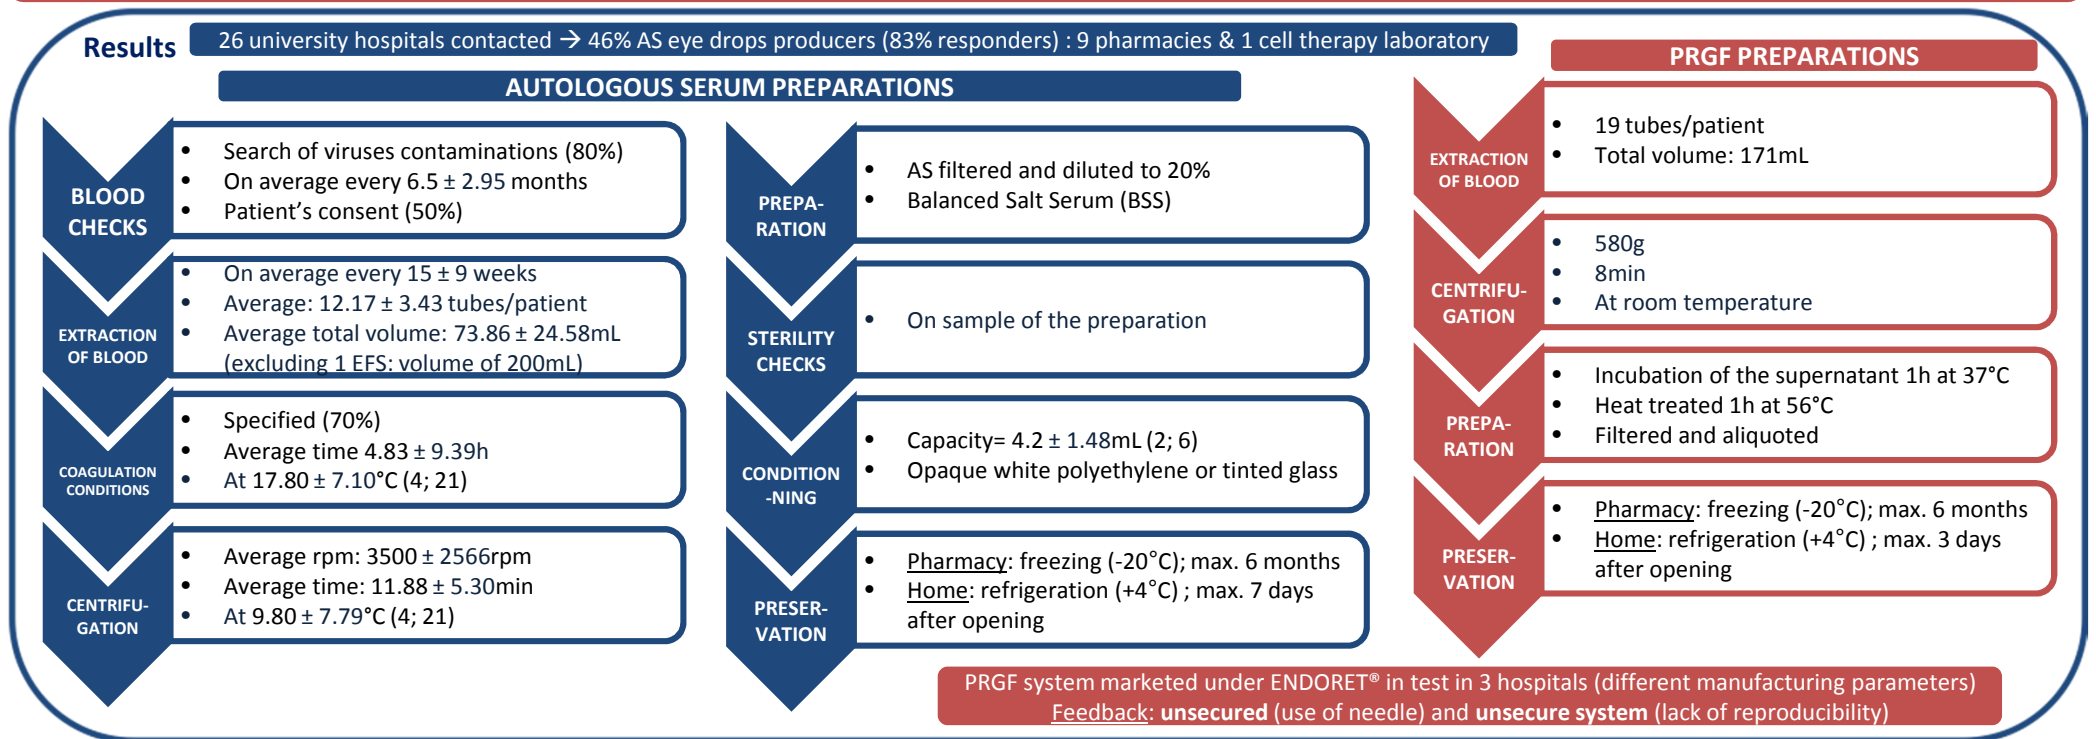 Results
26 university hospitals contacted → 46% AS eye drops producers (83% responders) : 9 pharmacies & 1 cell therapy laboratory
AUTOLOGOUS SERUM PREPARATIONS
BLOOD
CHECKS
• Search of viruses contaminations (80%)
• On average every 6.5 ± 2.95 months
• Patient’s consent (50%)
EXTRACTION
OF BLOOD
• On average every 15 ± 9 weeks
• Average: 12.17 ± 3.43 tubes/patient
• Average total volume: 73.86 ± 24.58mL
(excluding 1 EFS: volume of 200mL)
COAGULATION
CONDITIONS
• Specified (70%)
• Average time 4.83 ± 9.39h
• At 17.80 ± 7.10°C (4; 21)
CENTRIFU-
GATION
• Average rpm: 3500 ± 2566rpm
• Average time: 11.88 ± 5.30min
• At 9.80 ± 7.79°C (4; 21)
PREPA-
RATION
• AS filtered and diluted to 20%
• Balanced Salt Serum (BSS)
STERILITY
CHECKS
• On sample of the preparation
CONDITION
-NING
• Capacity= 4.2 ± 1.48mL (2; 6)
• Opaque white polyethylene or tinted glass
PRESER-
VATION
• Pharmacy: freezing (-20°C); max. 6 months
• Home: refrigeration (+4°C) ; max. 7 days
after opening
PRGF PREPARATIONS
EXTRACTION
OF BLOOD
• 19 tubes/patient
• Total volume: 171mL
CENTRIFU-
GATION
• 580g
• 8min
• At room temperature
PREPA-
RATION
• Incubation of the supernatant 1h at 37°C
• Heat treated 1h at 56°C
• Filtered and aliquoted
PRESER-
VATION
• Pharmacy: freezing (-20°C); max. 6 months
• Home: refrigeration (+4°C) ; max. 3 days
after opening
PRGF system marketed under ENDORET® in test in 3 hospitals (different manufacturing parameters)
Feedback: unsecured (use of needle) and unsecure system (lack of reproducibility)